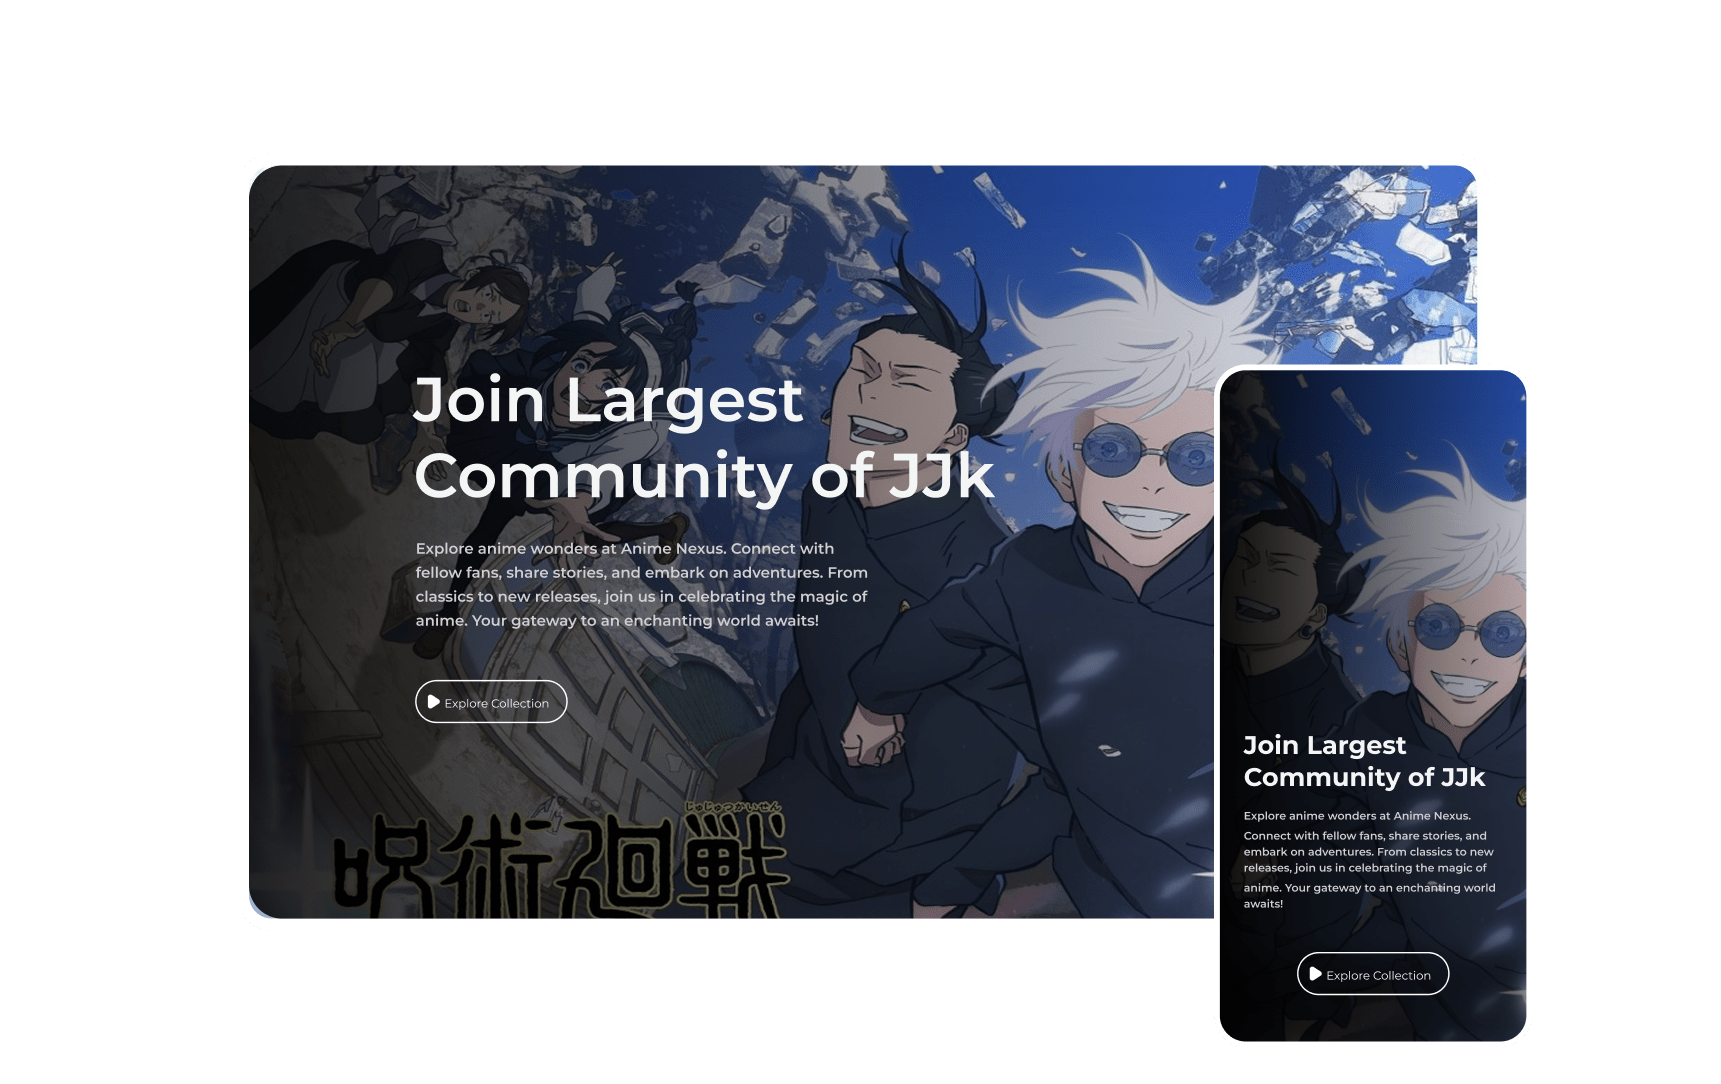 Join Largest
Community of JJk
Explore anime wonders at Anime Nexus. Connect with
fellow fans, share stories, and embark on adventures. From
classics to new releases, join us in celebrating the magic of
anime. Your gateway to an enchanting world awaits!
Explore Collection
じゅじゅつかいせん
呪術廻戦
Join Largest
Community of JJk
Explore anime wonders at Anime Nexus.
Connect with fellow fans, share stories, and
embark on adventures. From classics to new
releases, join us in celebrating the magic of
anime. Your gateway to an enchanting world
awaits!
Explore Collection